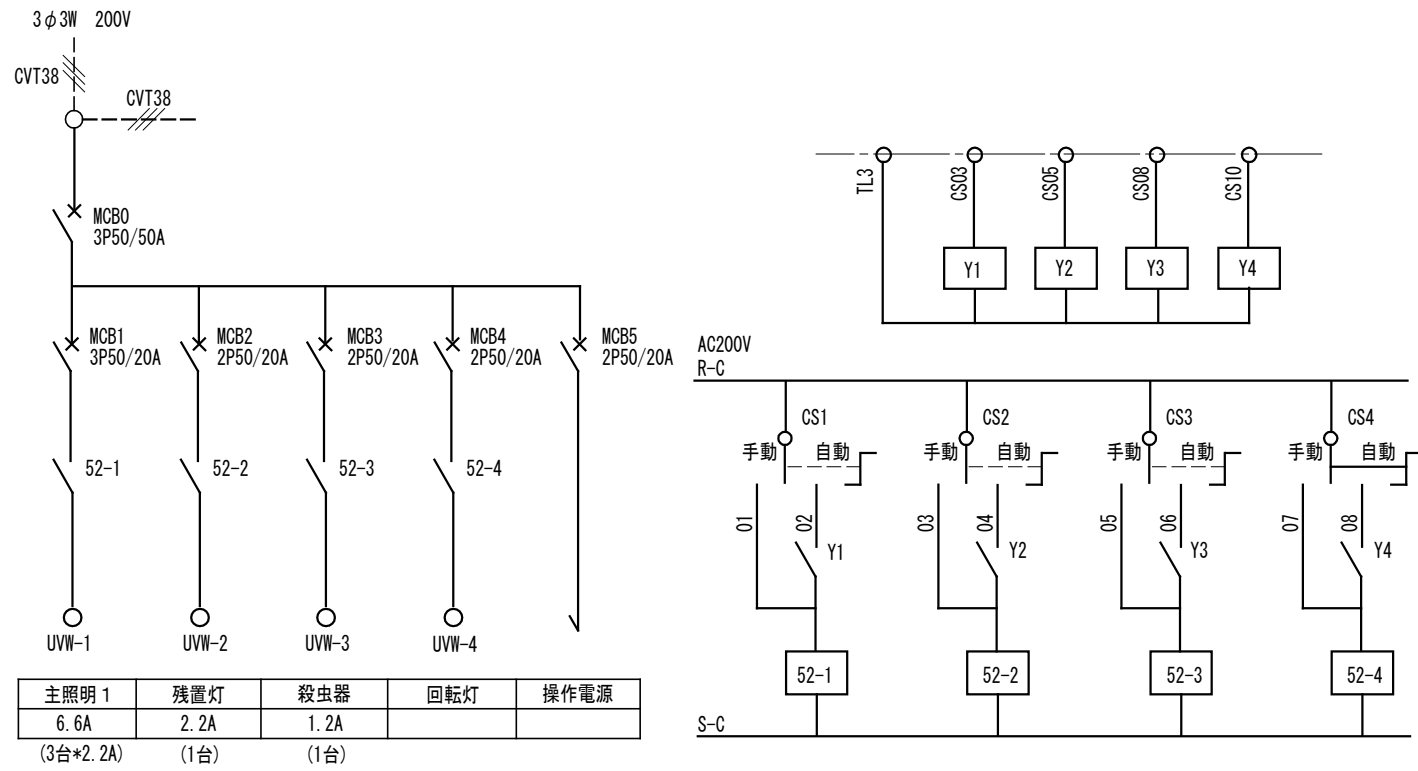 3φ3W 200V
CVT38
CVT38
MCB0
3P50/50A
MCB1
3P50/20A
MCB2
2P50/20A
MCB3
2P50/20A
MCB4
2P50/20A
MCB5
2P50/20A
52-1
52-2
52-3
52-4
UVW-1
UVW-2
UVW-3
UVW-4
主照明1 残置灯 殺虫器 回転灯 操作電源
6.6A 2.2A 1.2A
(3台*2.2A) (1台) (1台)
TL3
CS03
CS05
CS08
CS10
Y1
Y2
Y3
Y4
AC200V
R-C
CS1
CS2
CS3
CS4
手動 自動
手動 自動
手動 自動
手動 自動
01
02
03
04
05
06
07
08
Y1
Y2
Y3
Y4
52-1
52-2
52-3
52-4
S-C